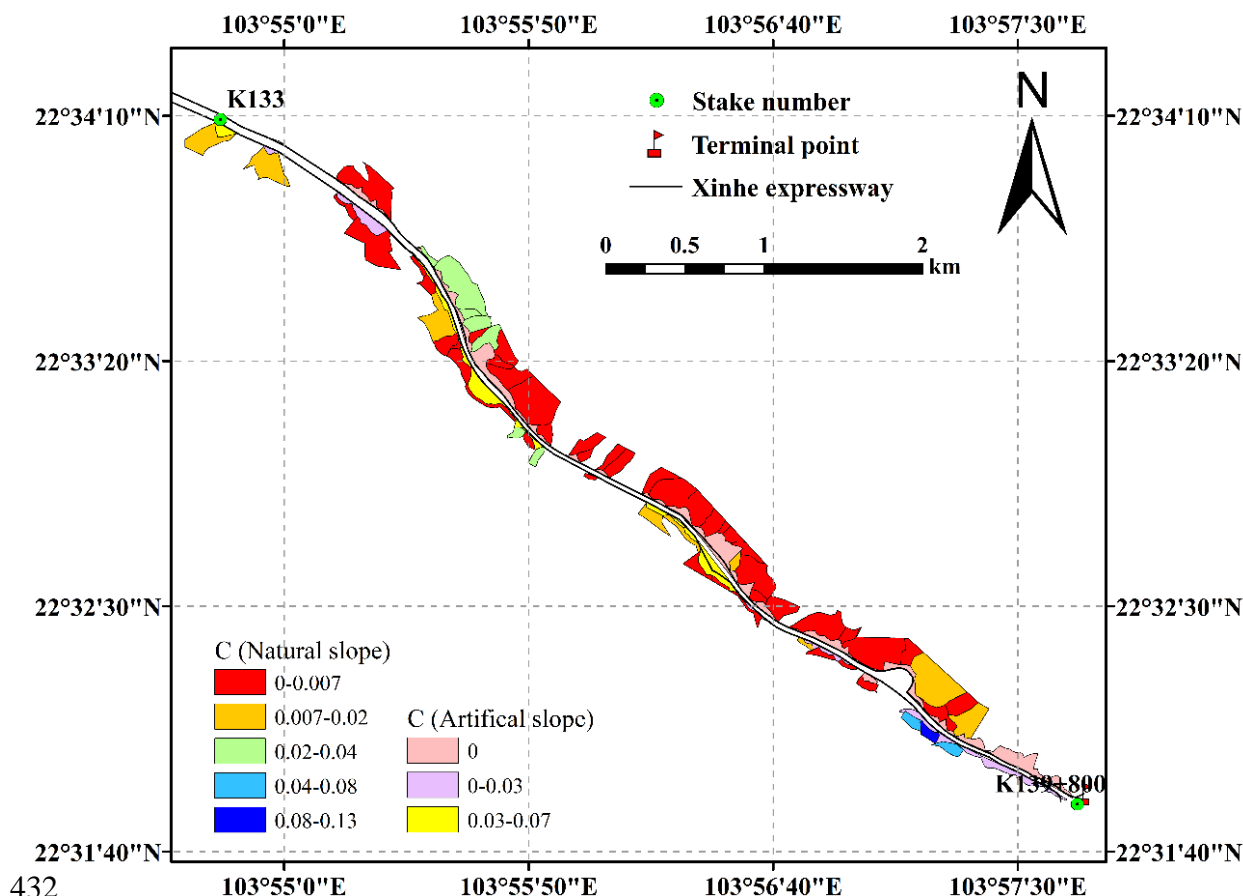 103°55'0"E 103°55'50"E 103°56'40"E 103°57'30"E
K133
N
Stake number
22°34'10"N 22°34'10"N
Terminal point
Xinhe expressway
0 0.5 1 2
km
22°33'20"N 22°33'20"N
22°32'30"N 22°32'30"N
C (Natural slope)
0-0.007
0.007-0.02
0.02-0.04
0.04-0.08
0.08-0.13
C (Artifical slope)
0
0-0.03
0.03-0.07
K139+800
22°31'40"N 22°31'40"N
432
103°55'0"E 103°55'50"E 103°56'40"E 103°57'30"E